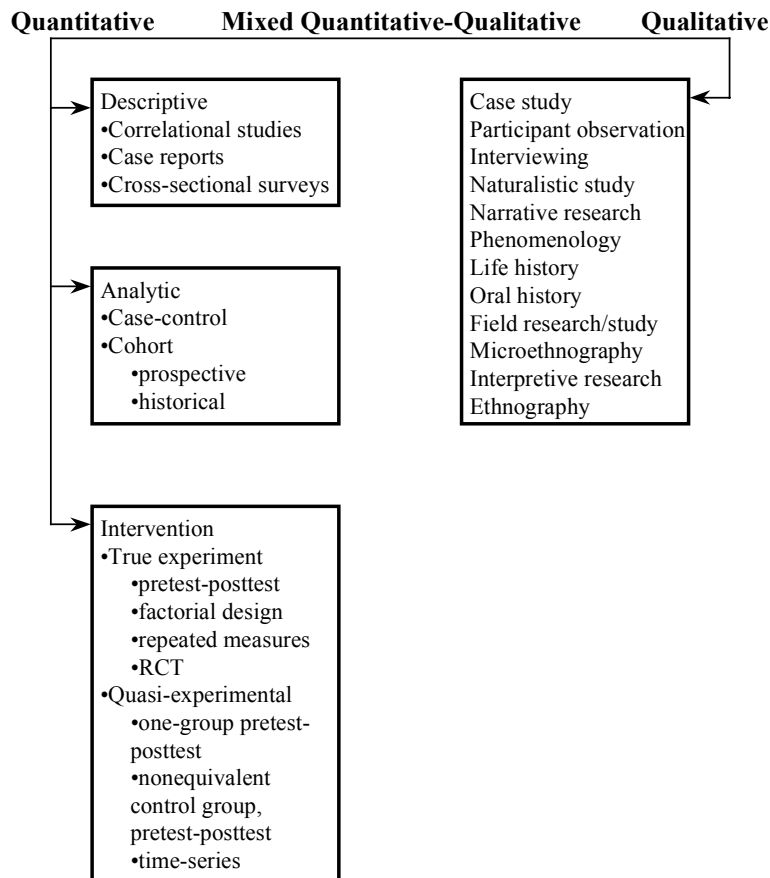 Quantitative Mixed Quantitative-Qualitative Qualitative
Descriptive
•Correlational studies
•Case reports
•Cross-sectional surveys
Analytic
•Case-control
•Cohort
•prospective
•historical
Intervention
•True experiment
•pretest-posttest
•factorial design
•repeated measures
•RCT
•Quasi-experimental
•one-group pretest-
posttest
•nonequivalent
control group,
pretest-posttest
•time-series
Case study
Participant observation
Interviewing
Naturalistic study
Narrative research
Phenomenology
Life history
Oral history
Field research/study
Microethnography
Interpretive research
Ethnography